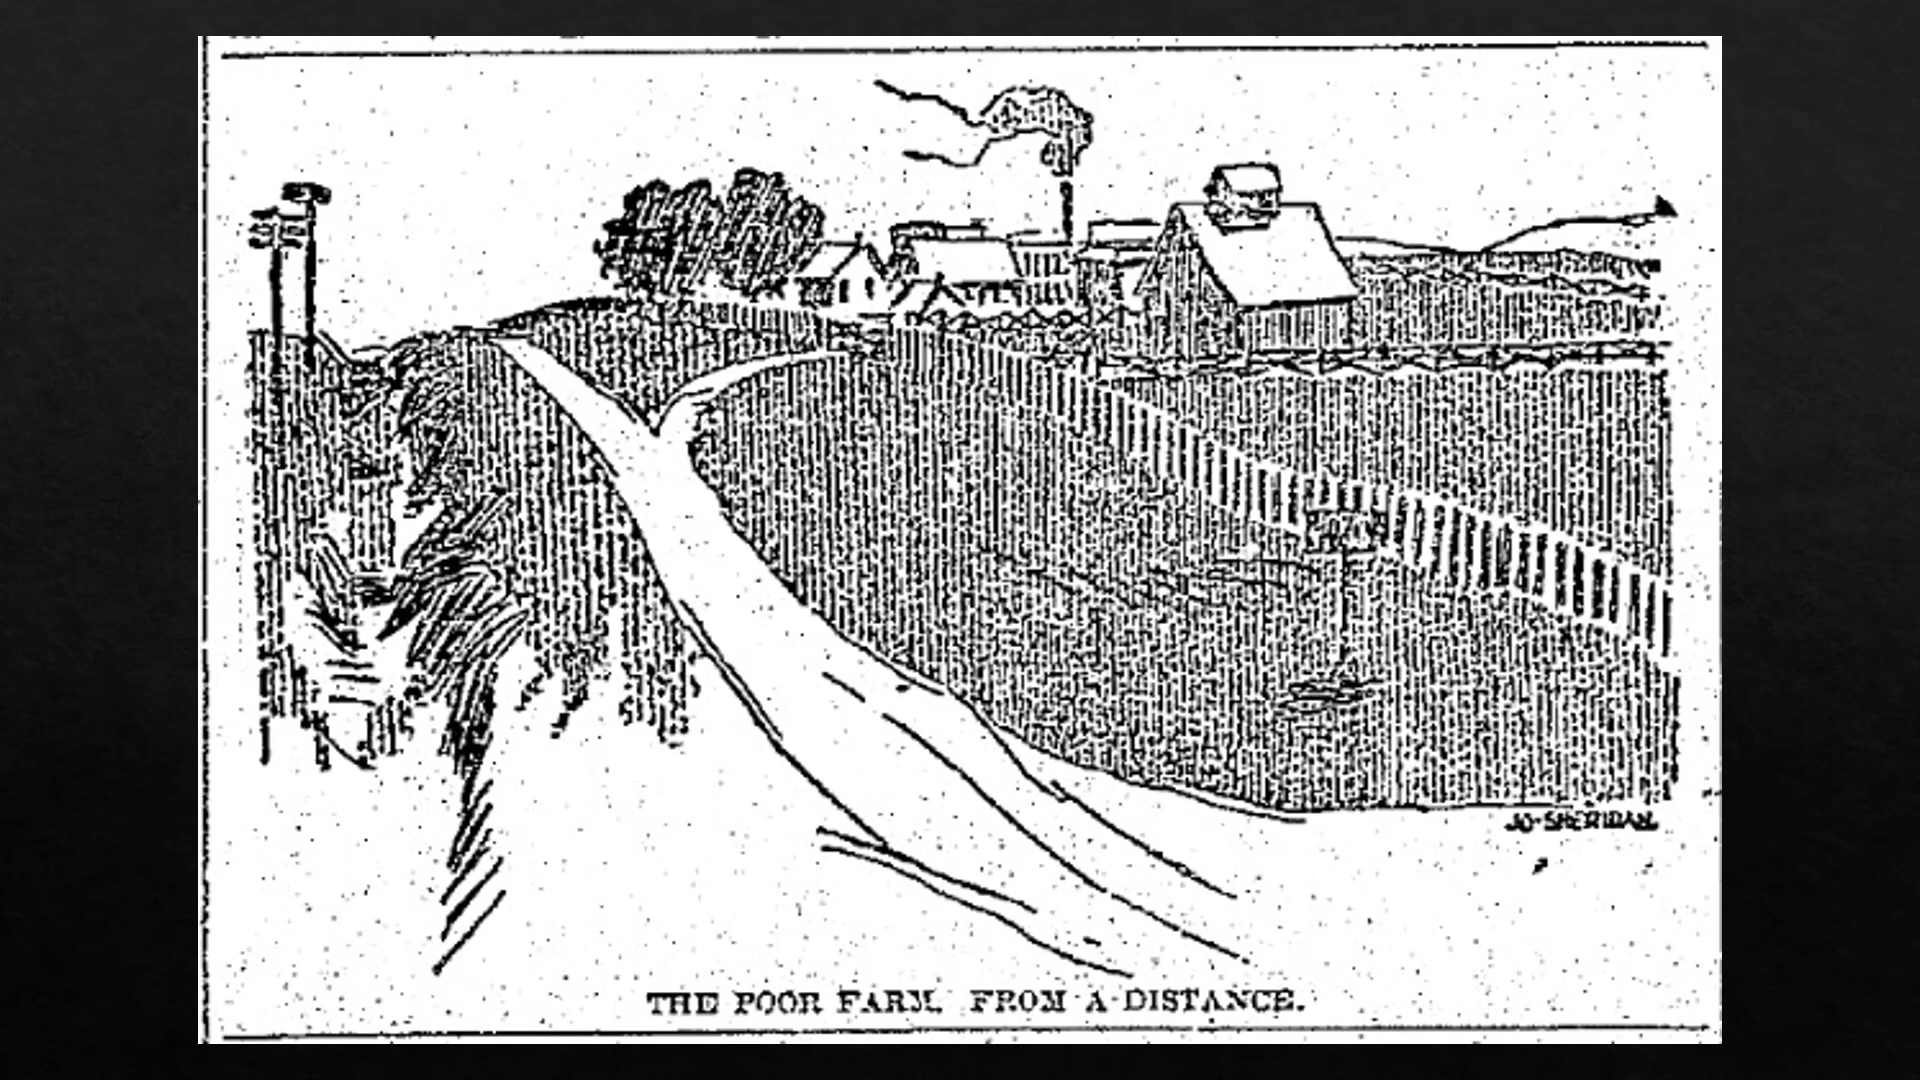 JO-SHERIDAN.
THE POOR FARM, FROM A DISTANCE.